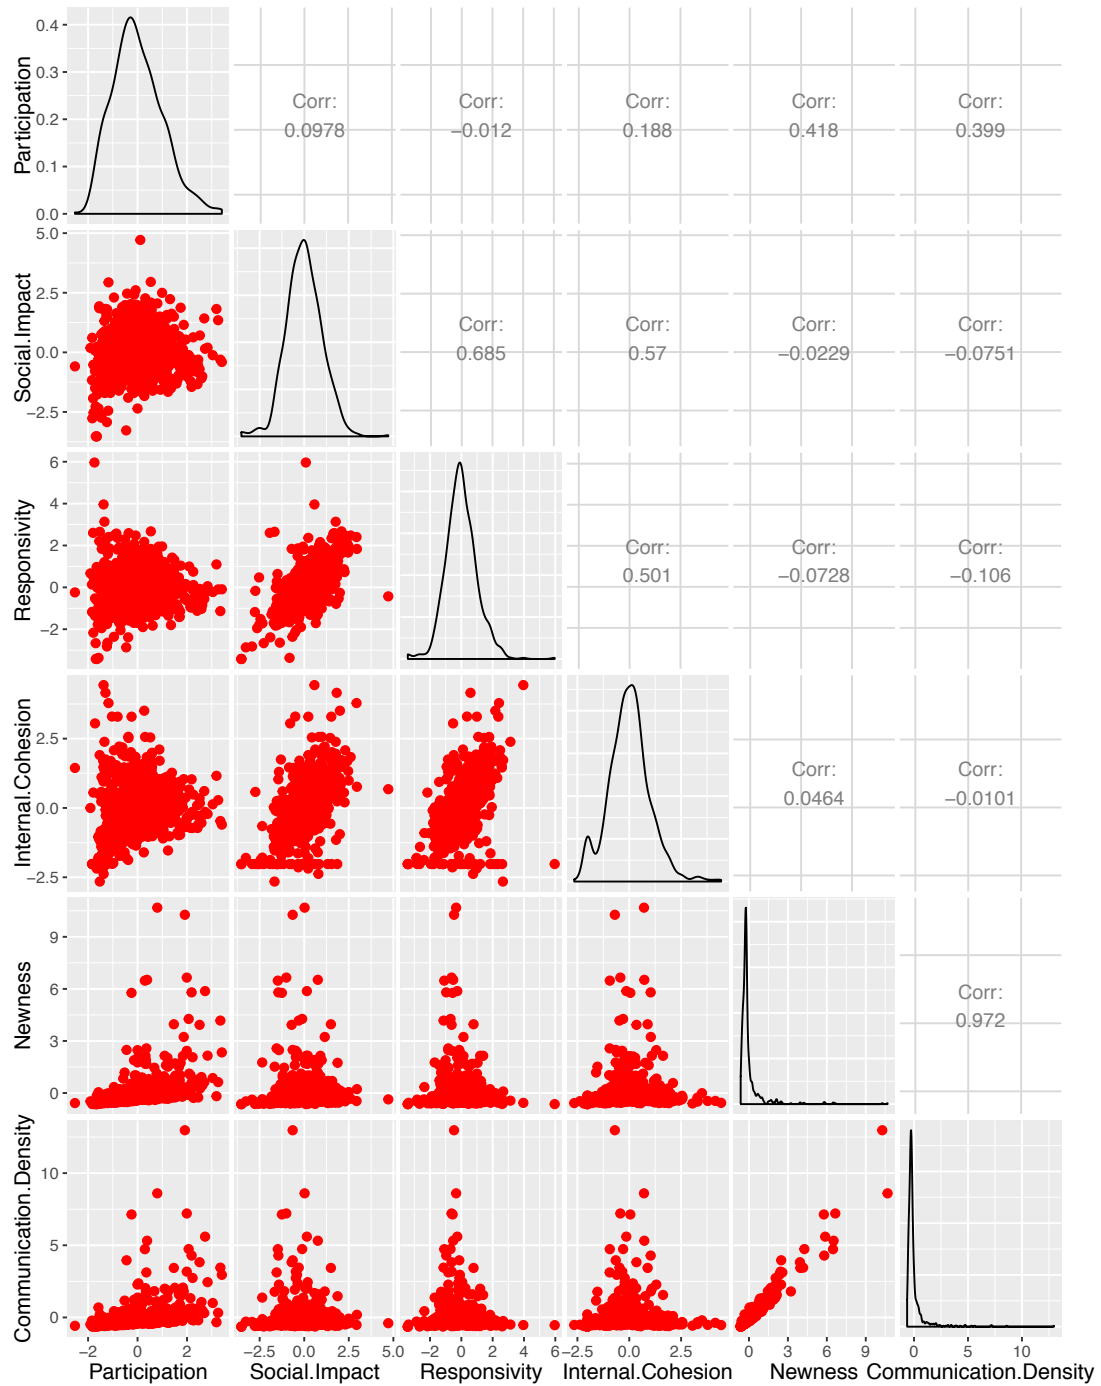 Participation
0.4
0.3
0.2
0.1
0.0
Corr:
0.0978
Corr:
−0.012
Corr:
0.188
Corr:
0.418
Corr:
0.399
Social.Impact
5.0
2.5
0.0
−2.5
Corr:
0.685
Corr:
0.57
Corr:
−0.0229
Corr:
−0.0751
Responsivity
6
4
2
0
−2
Corr:
0.501
Corr:
−0.0728
Corr:
−0.106
Internal.Cohesion
2.5
0.0
−2.5
Corr:
0.0464
Corr:
−0.0101
Newness
9
6
3
0
Corr:
0.972
Communication.Density
10
5
0
−2 0 2 −2.5 0.0 2.5 5.0 −2 0 2 4 6 −2.5 0.0 2.5 0 3 6 9 0 5 10
Participation Social.Impact Responsivity Internal.Cohesion Newness Communication.Density